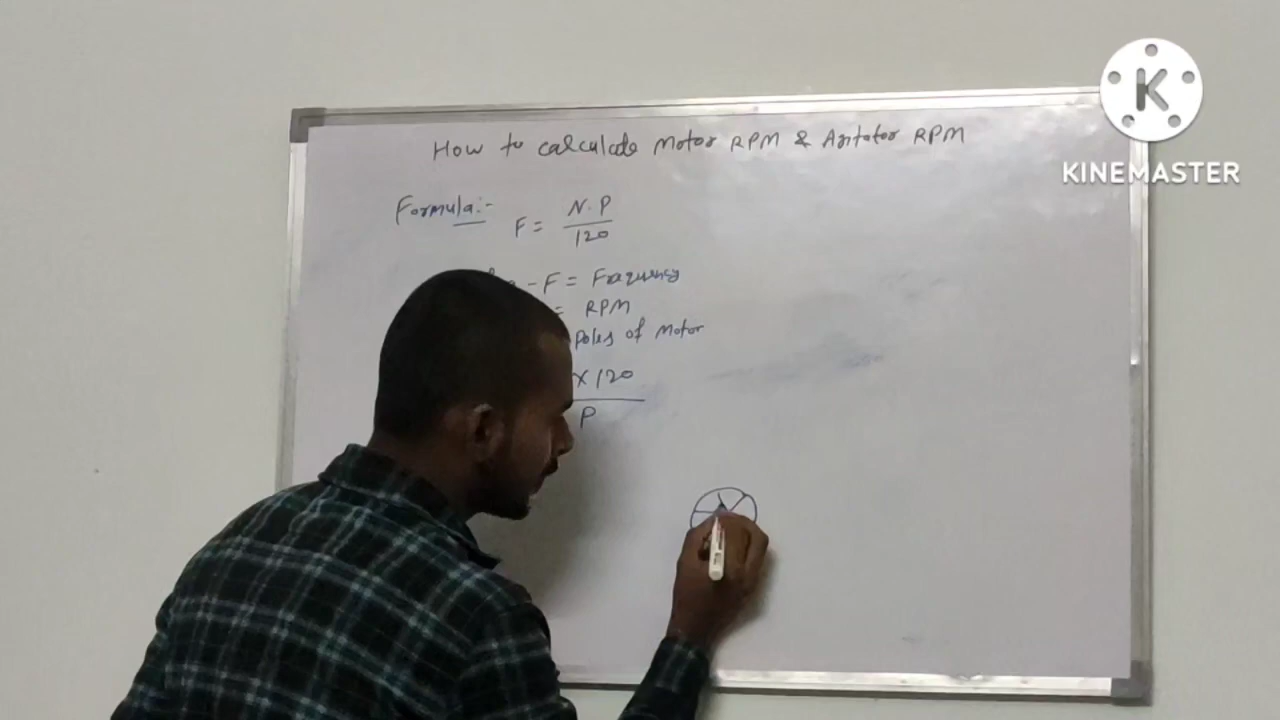 How to calculate Motor RPM & Agitator RPM
Formula:-
F = N.P / 120
- F = Frequency
= RPM
Poles of Motor
X 120
P
K
KINEMASTER